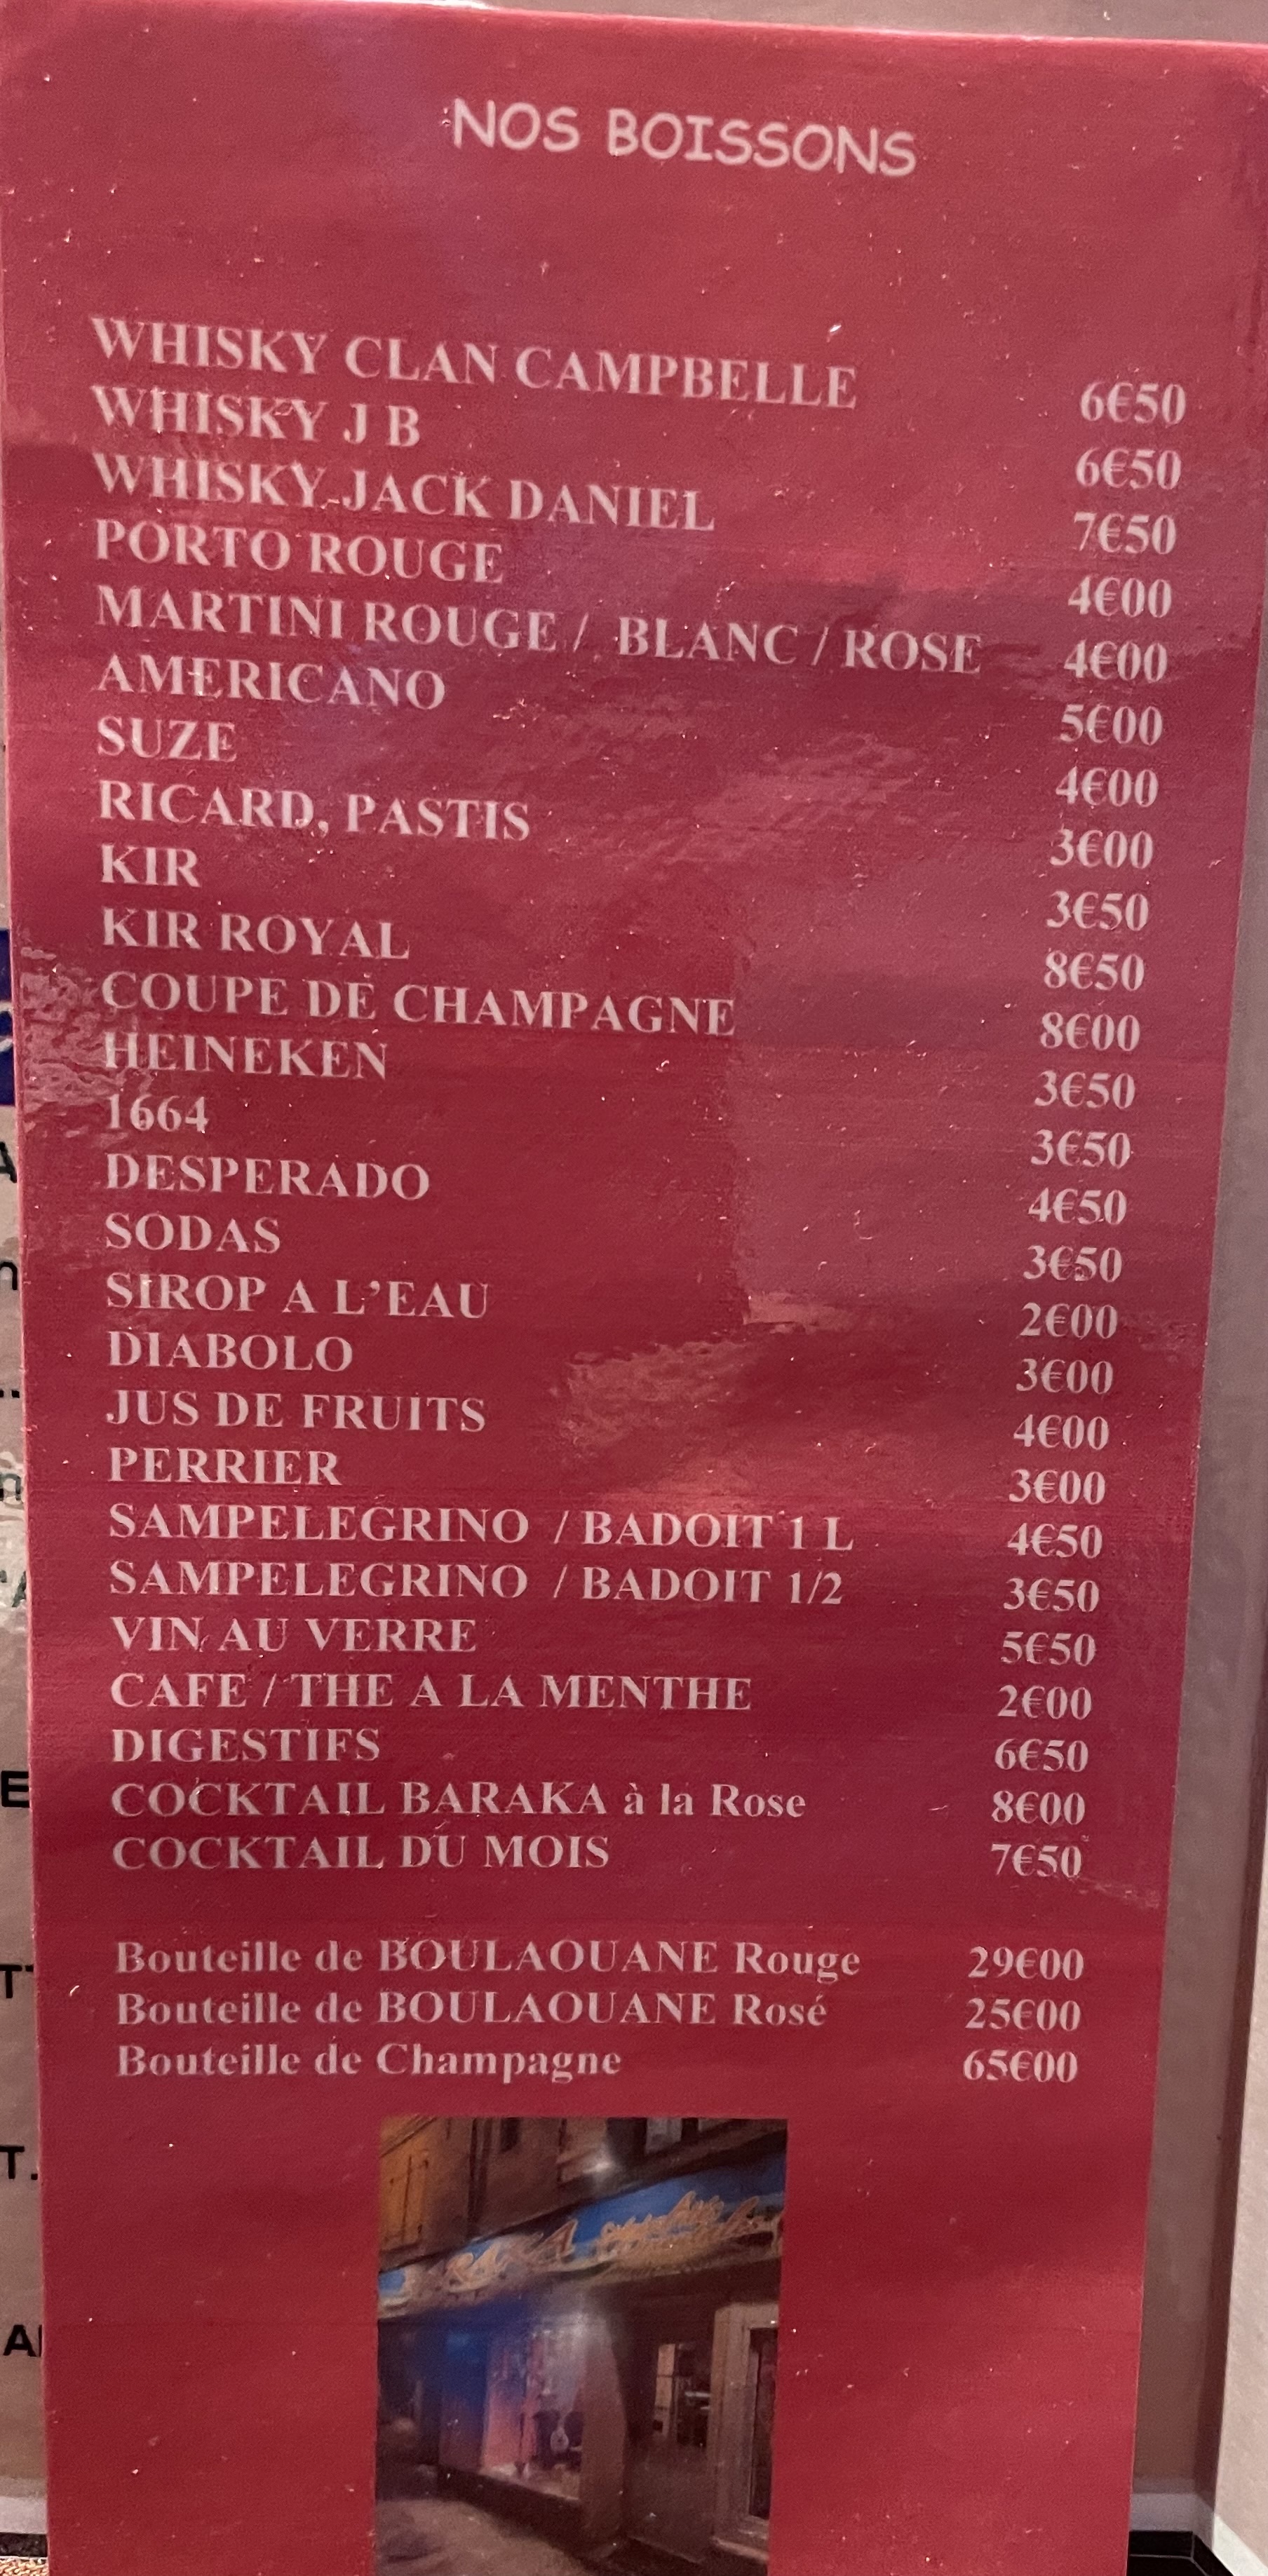 NOS BOISSONS
WHISKY CLAN CAMPBELLE 6€50
WHISKY J B 6€50
WHISKY JACK DANIEL 7€50
PORTO ROUGE 4€00
MARTINI ROUGE / BLANC / ROSE 4€00
AMERICANO 5€00
SUZE 4€00
RICARD, PASTIS 3€00
KIR 3€50
KIR ROYAL 8€50
COUPE DE CHAMPAGNE 8€00
HEINEKEN 3€50
1664 3€50
DESPERADO 4€50
SODAS 3€50
SIROP A L’EAU 2€00
DIABOLO 3€00
JUS DE FRUITS 4€00
PERRIER 3€00
SAMPELEGRINO / BADOIT 1 L 4€50
SAMPELEGRINO / BADOIT 1/2 3€50
VIN AU VERRE 5€50
CAFE / THE A LA MENTHE 2€00
DIGESTIFS 6€50
COCKTAIL BARAKA à la Rose 8€00
COCKTAIL DU MOIS 7€50
Bouteille de BOULAOUANE Rouge 29€00
Bouteille de BOULAOUANE Rosé 25€00
Bouteille de Champagne 65€00